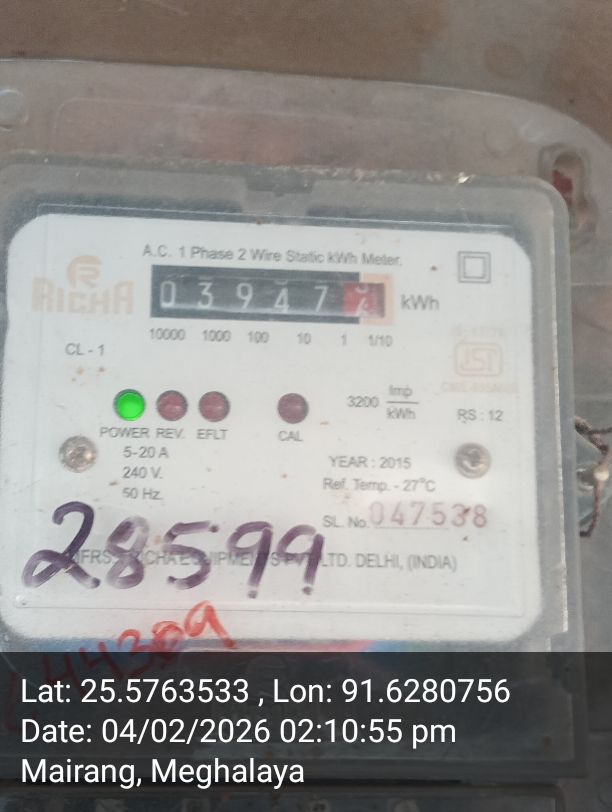 A.C. 1 Phase 2 Wire Static kWh Meter.
RICHA
0 3 9 4 7 kWh
10000 1000 100 10 1 1/10
CL - 1
ISI
3200 Imp/kWh
RS : 12
POWER REV. EFLT CAL
5-20 A
240 V.
50 Hz.
YEAR : 2015
Ref. Temp. - 27°C
SL. No. 047538
28599
LTD. DELHI, (INDIA)
44309
Lat: 25.5763533 , Lon: 91.6280756
Date: 04/02/2026 02:10:55 pm
Mairang, Meghalaya